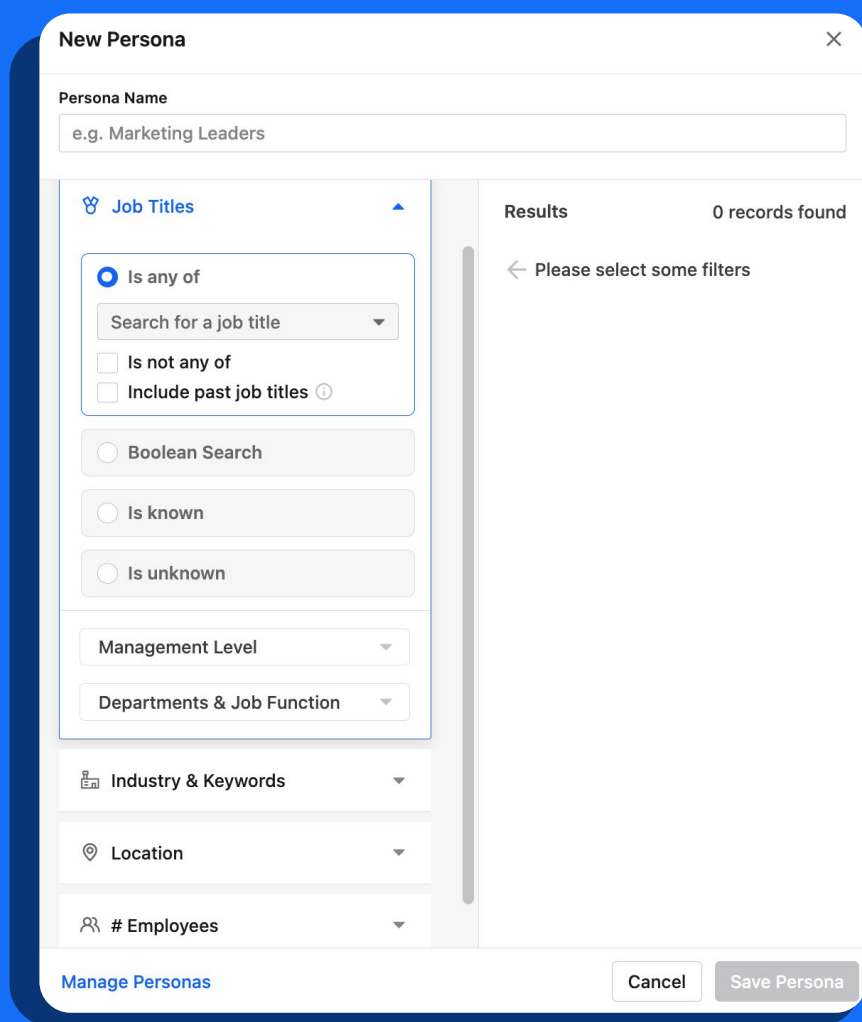 New Persona
Persona Name
e.g. Marketing Leaders
Job Titles
Is any of
Search for a job title
Is not any of
Include past job titles
Boolean Search
Is known
Is unknown
Management Level
Departments & Job Function
Industry & Keywords
Location
# Employees
Results 0 records found
Please select some filters
Manage Personas
Cancel Save Persona